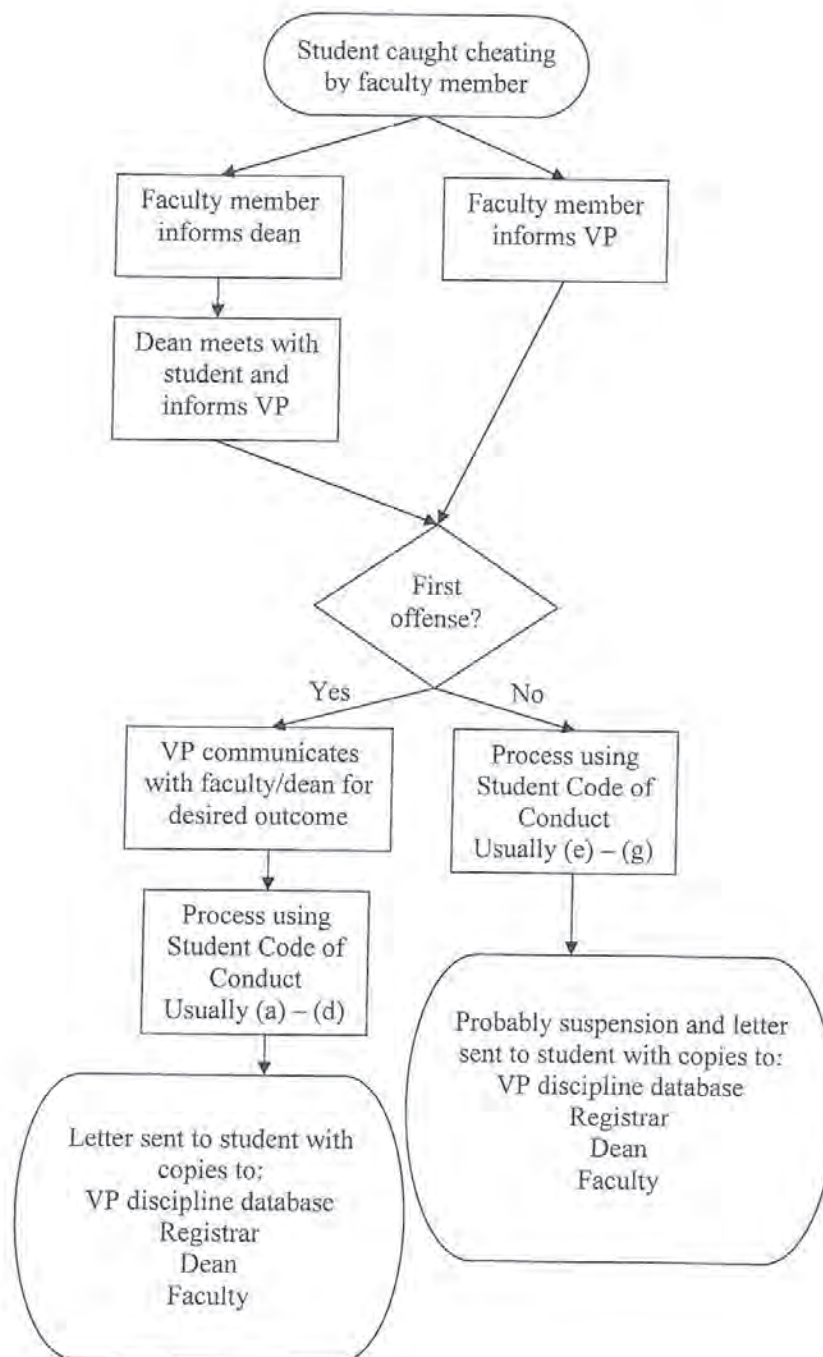 Student caught cheating
by faculty member
Faculty member
informs dean
Faculty member
informs VP
Dean meets with
student and
informs VP
First
offense?
Yes
No
VP communicates
with faculty/dean for
desired outcome
Process using
Student Code of
Conduct
Usually (e) – (g)
Process using
Student Code of
Conduct
Usually (a) – (d)
Probably suspension and letter
sent to student with copies to:
VP discipline database
Registrar
Dean
Faculty
Letter sent to student with
copies to:
VP discipline database
Registrar
Dean
Faculty